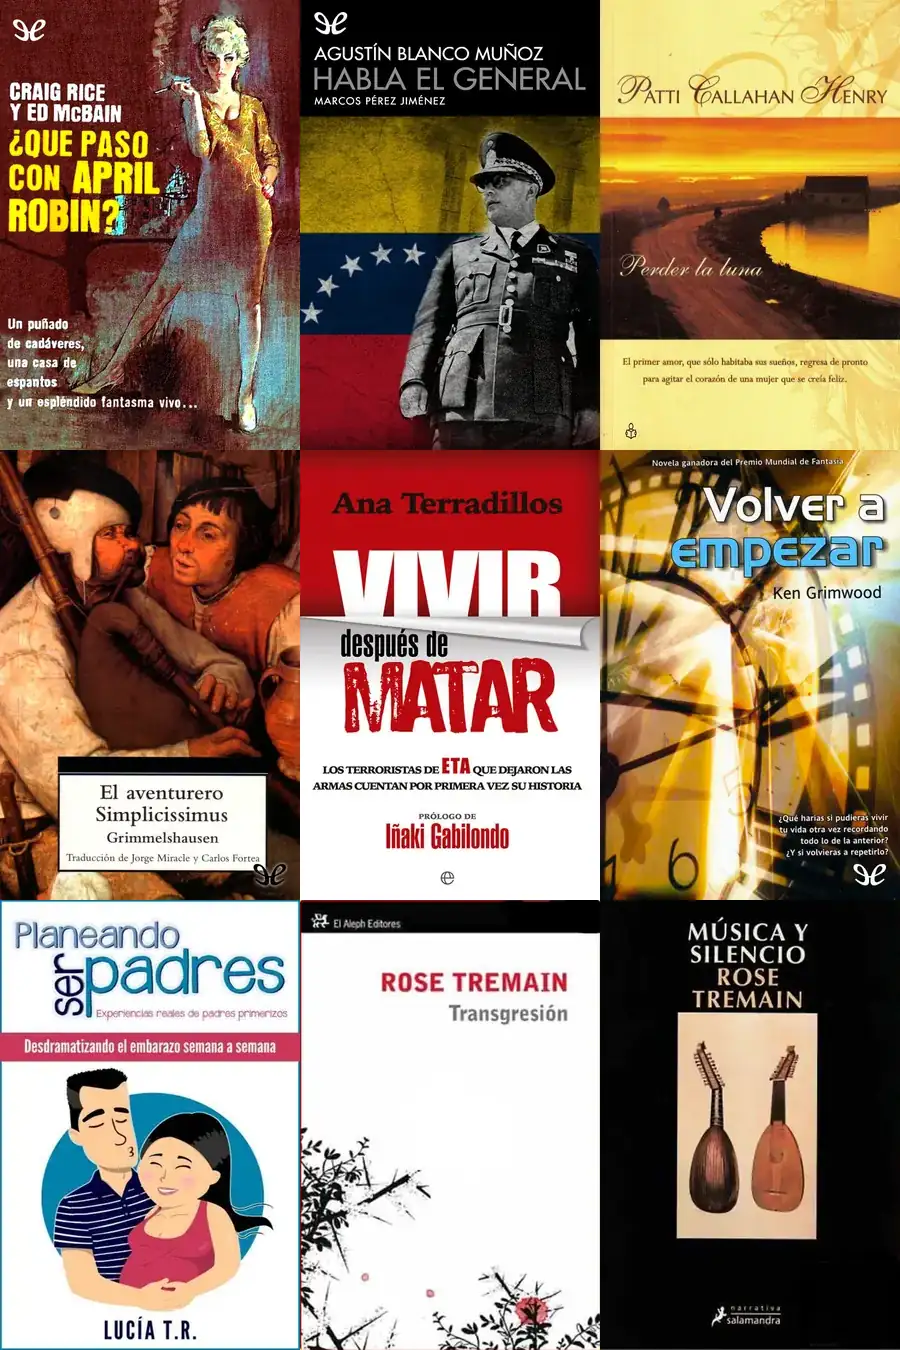 CRAIG RICE
Y ED McBAIN
¿QUE PASO
CON APRIL
ROBIN?
Un puñado
de cadáveres,
una casa de
espantos
y un espléndido fantasma vivo...
AGUSTÍN BLANCO MUÑOZ
HABLA EL GENERAL
MARCOS PÉREZ JIMÉNEZ
PATTI CALLAHAN HENRY
Perder la luna
El primer amor, que sólo habitaba sus sueños, regresa de pronto
para agitar el corazón de una mujer que se creía feliz.
El aventurero
Simplicissimus
Grimmelshausen
Traducción de Jorge Miracle y Carlos Fortea
Ana Terradillos
VIVIR
después de
MATAR
LOS TERRORISTAS DE ETA QUE DEJARON LAS
ARMAS CUENTAN POR PRIMERA VEZ SU HISTORIA
PRÓLOGO DE
Iñaki Gabilondo
Novela ganadora del Premio Mundial de Fantasía
Volver a
empezar
Ken Grimwood
5
6
¿Qué harías si pudieras vivir
tu vida otra vez recordando
todo lo de la anterior?
¿Y si volvieras a repetirlo?
Planeando
ser padres
Experiencias reales de padres primerizos
Desdramatizando el embarazo semana a semana
LUCÍA T.R.
El Aleph Editores
ROSE TREMAIN
Transgresión
MÚSICA Y
SILENCIO
ROSE
TREMAIN
narrativa
salamandra